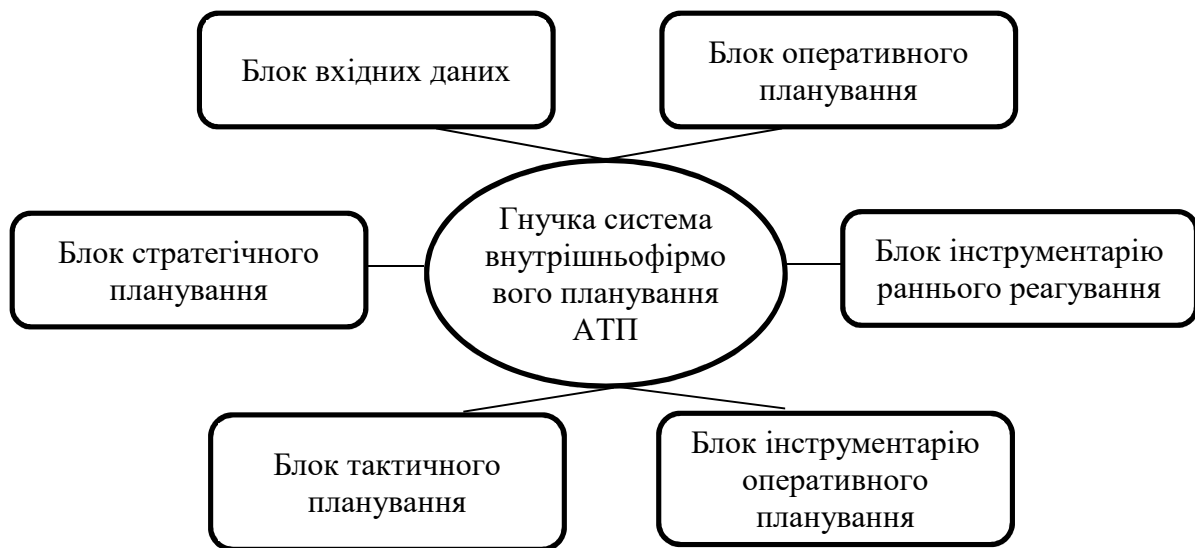 Блок вхідних даних
Блок оперативного
планування
Гнучка система
внутрішньофірмо
вого планування
АТП
Блок стратегічного
планування
Блок інструментарію
раннього реагування
Блок тактичного
планування
Блок інструментарію
оперативного
планування